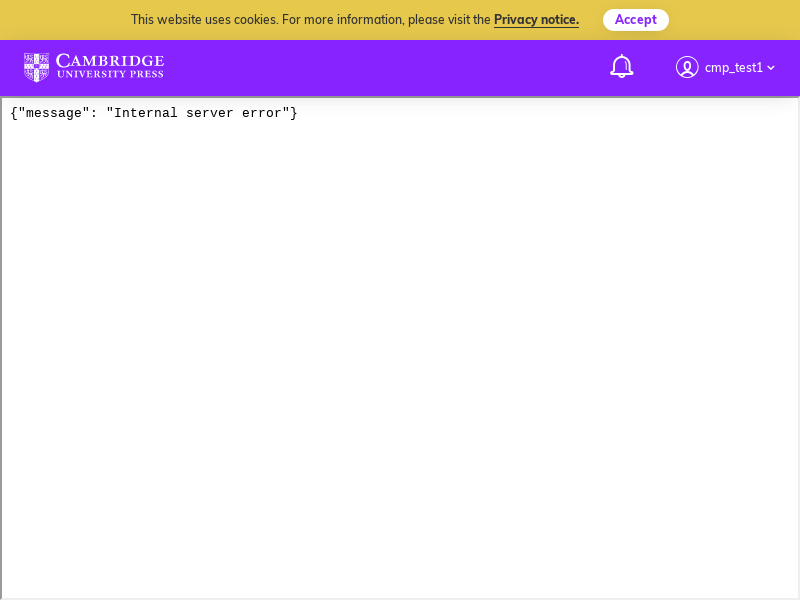 This website uses cookies. For more information, please visit the Privacy notice.
Accept
CAMBRIDGE
UNIVERSITY PRESS
cmp_test1
{"message": "Internal server error"}